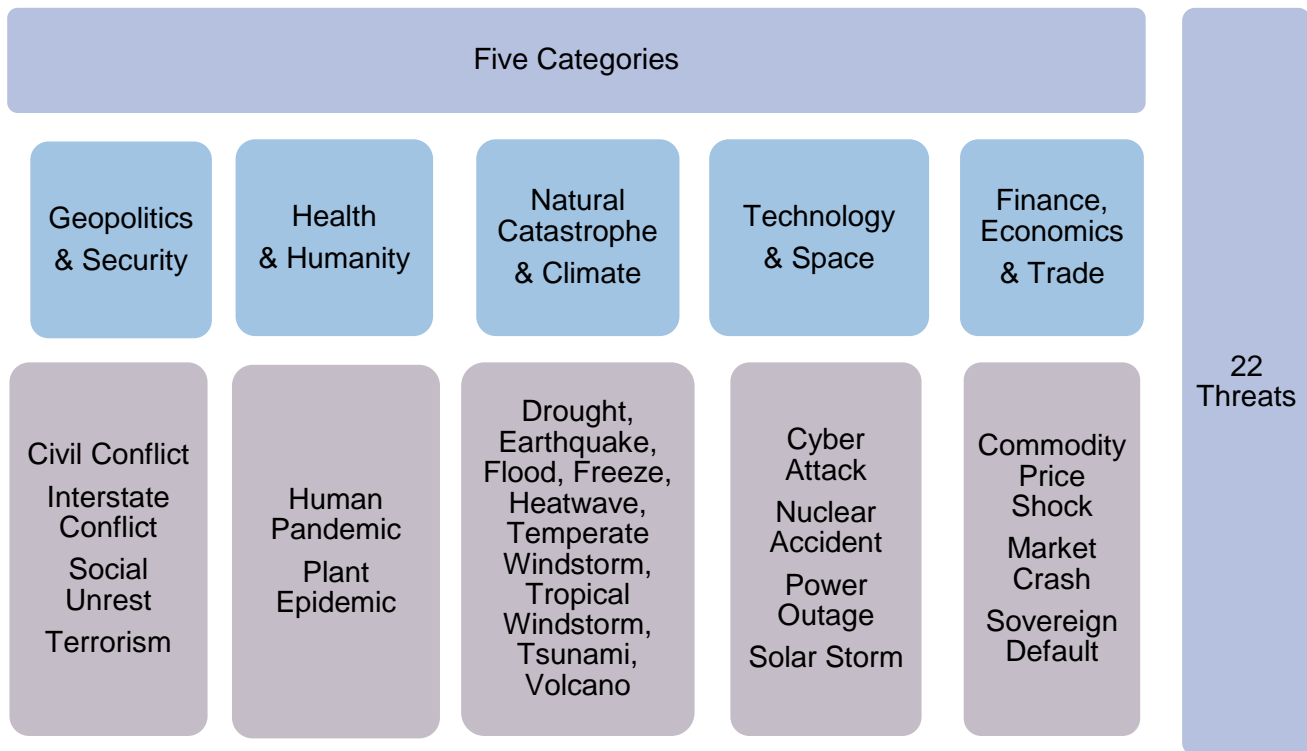 Five Categories
Geopolitics
& Security
Health
& Humanity
Natural
Catastrophe
& Climate
Technology
& Space
Finance,
Economics
& Trade
Civil Conflict
Interstate
Conflict
Social
Unrest
Terrorism
Human
Pandemic
Plant
Epidemic
Drought,
Earthquake,
Flood, Freeze,
Heatwave,
Temperate
Windstorm,
Tropical
Windstorm,
Tsunami,
Volcano
Cyber
Attack
Nuclear
Accident
Power
Outage
Solar Storm
Commodity
Price
Shock
Market
Crash
Sovereign
Default
22
Threats